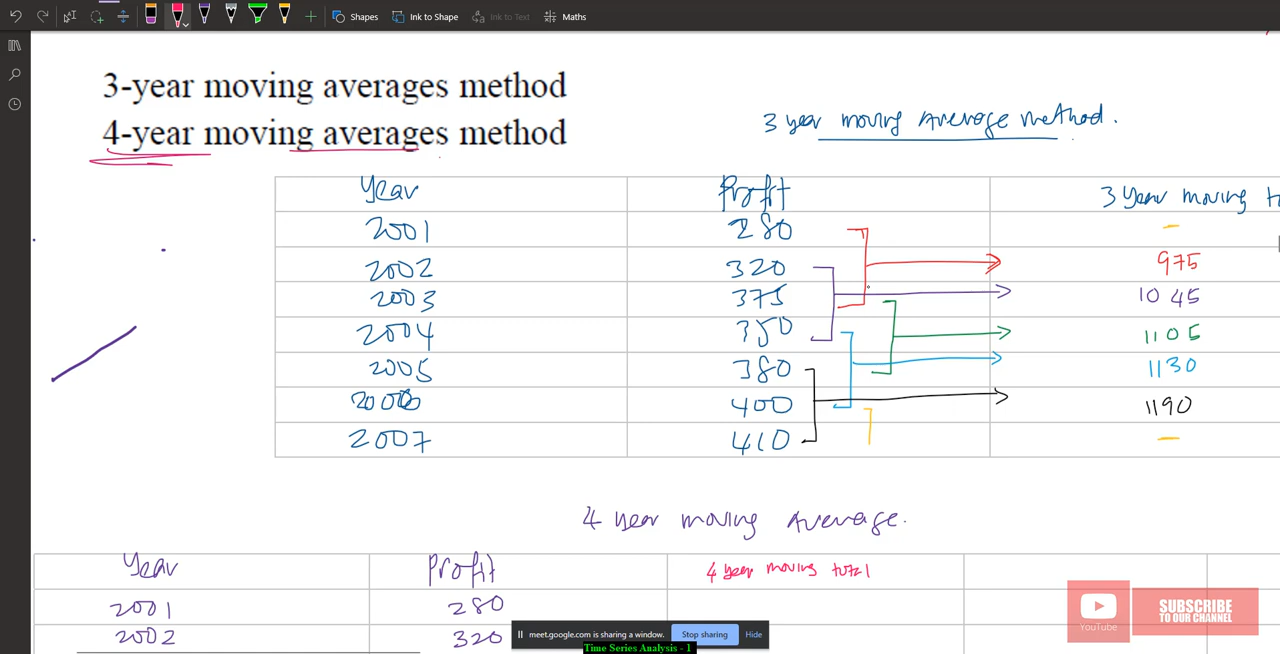 Shapes Ink to Shape Ink to Text Maths
3-year moving averages method
4-year moving averages method
3 year moving Average method.
Year Profit 3 Year moving
2001 280 -
2002 320 975
2003 375 1045
2004 350 1105
2005 380 1130
2006 400 1190
2007 410 -
4 year moving Average.
Year Profit 4 year moving total
2001 280
2002 320
meet.google.com is sharing a window. Stop sharing Hide
Time Series Analysis - 1
YouTube
SUBSCRIBE
TO OUR CHANNEL